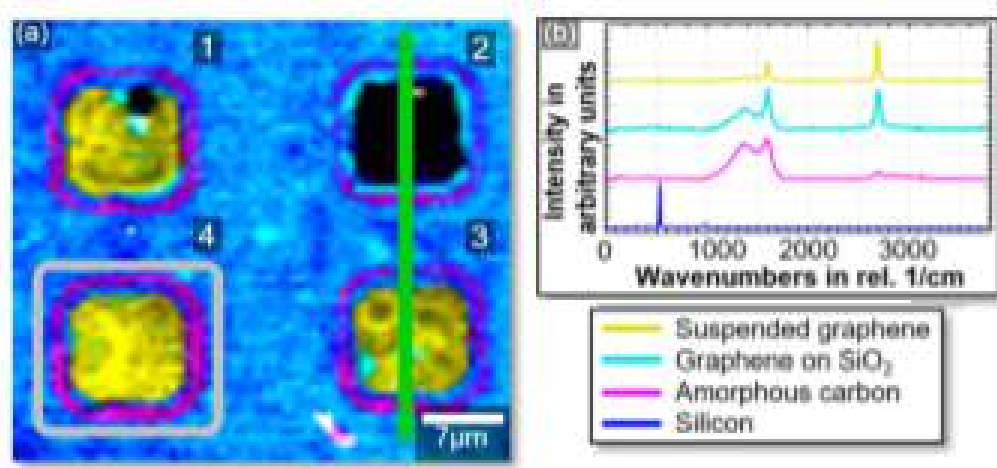 (a)
1
2
4
3
7μm
(b)
Intensity in
arbitrary units
0
1000
2000
3000
Wavenumbers in rel. 1/cm
Suspended graphene
Graphene on SiO₂
Amorphous carbon
Silicon